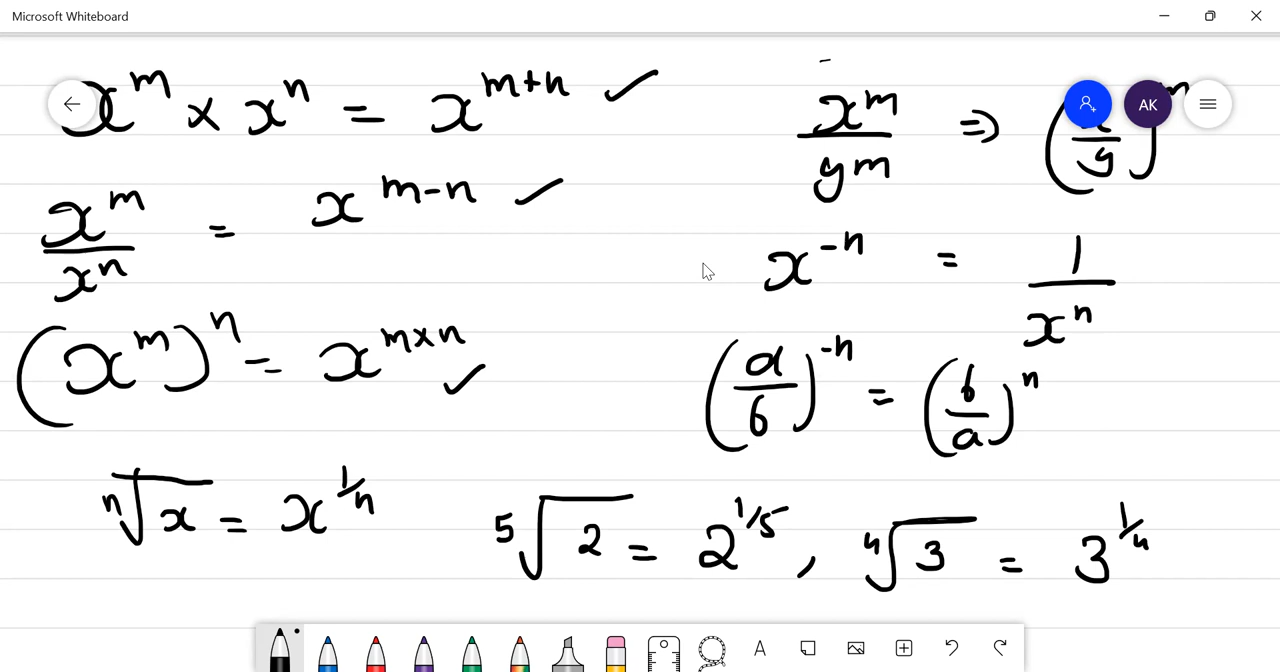 Microsoft Whiteboard
x^m × x^n = x^(m+n) ✓
x^m / x^n = x^(m-n) ✓
(x^m)^n = x^(m×n) ✓
ⁿ√x = x^(1/n)
x^m / y^m ⇒ (x/y)^m
AK
x^(-n) = 1 / x^n
(a/b)^(-n) = (b/a)^n
⁵√2 = 2^(1/5) , ⁴√3 = 3^(1/4)
A